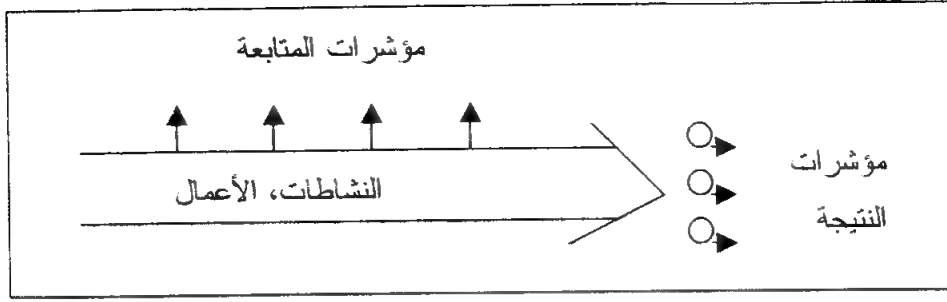 مؤشرات المتابعة
النشاطات، الأعمال
مؤشرات
النتيجة